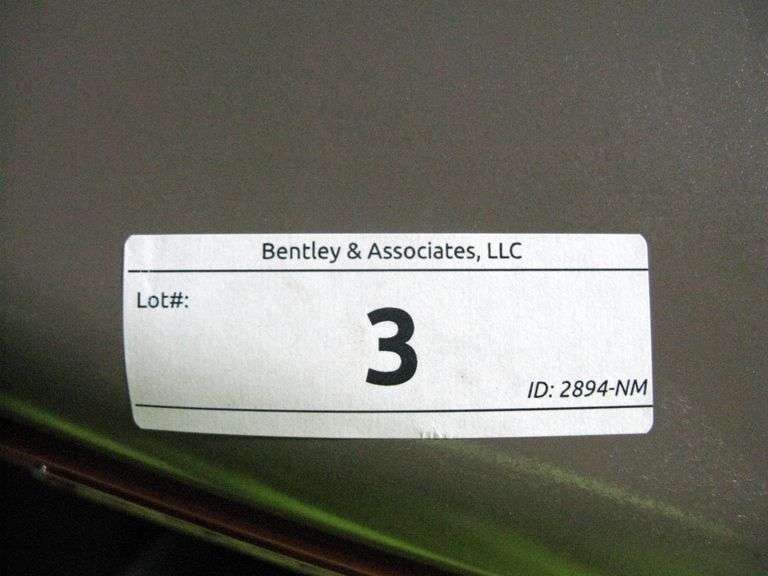 Bentley & Associates, LLC
Lot#:
3
ID: 2894-NM